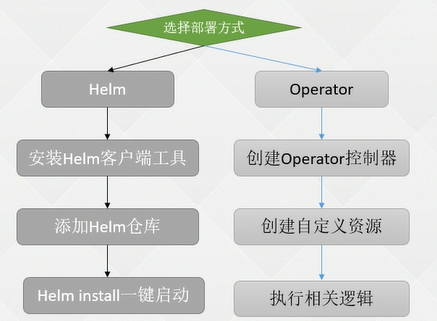 选择部署方式
Helm
Operator
安装Helm客户端工具
创建Operator控制器
添加Helm仓库
创建自定义资源
Helm install一键启动
执行相关逻辑